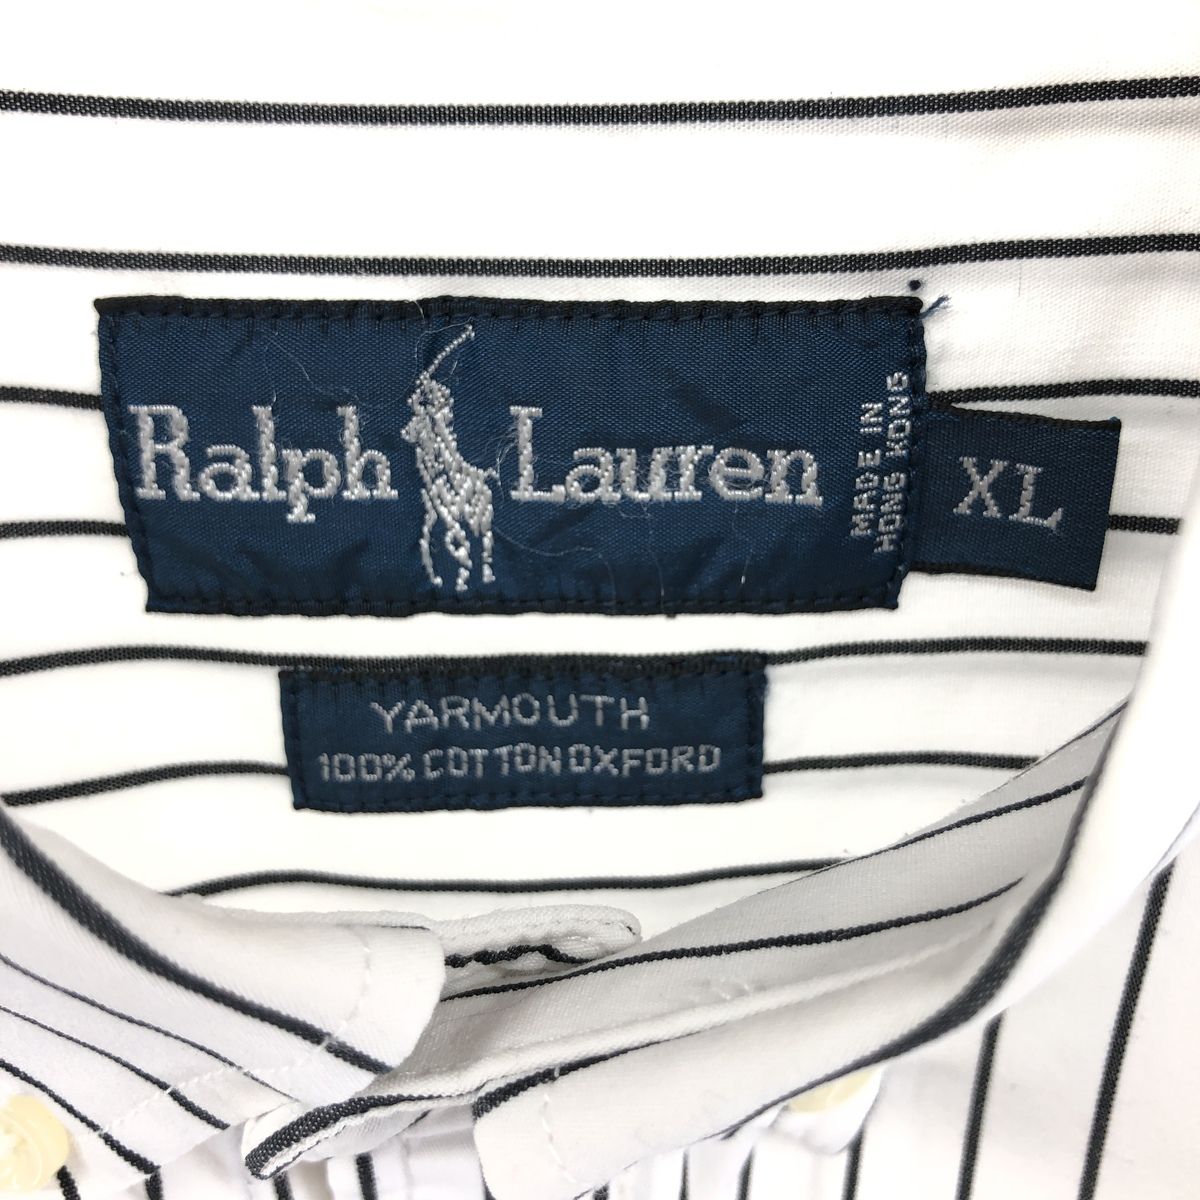 Ralph Lauren
MADE IN
HONG KONG
XL
YARMOUTH
100% COTTON OXFORD